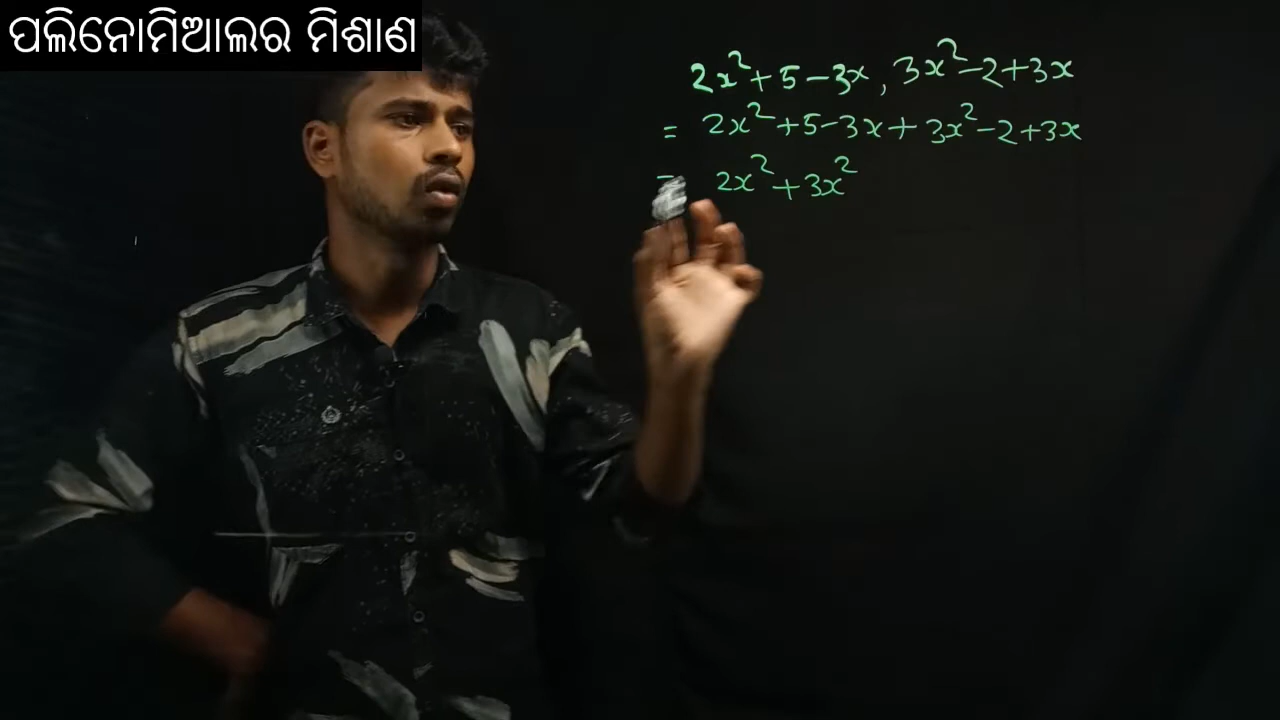 ପଲିନୋମିଆଲର ମିଶାଣ
2x²+5-3x, 3x²-2+3x
= 2x²+5-3x+3x²-2+3x
= 2x²+3x²